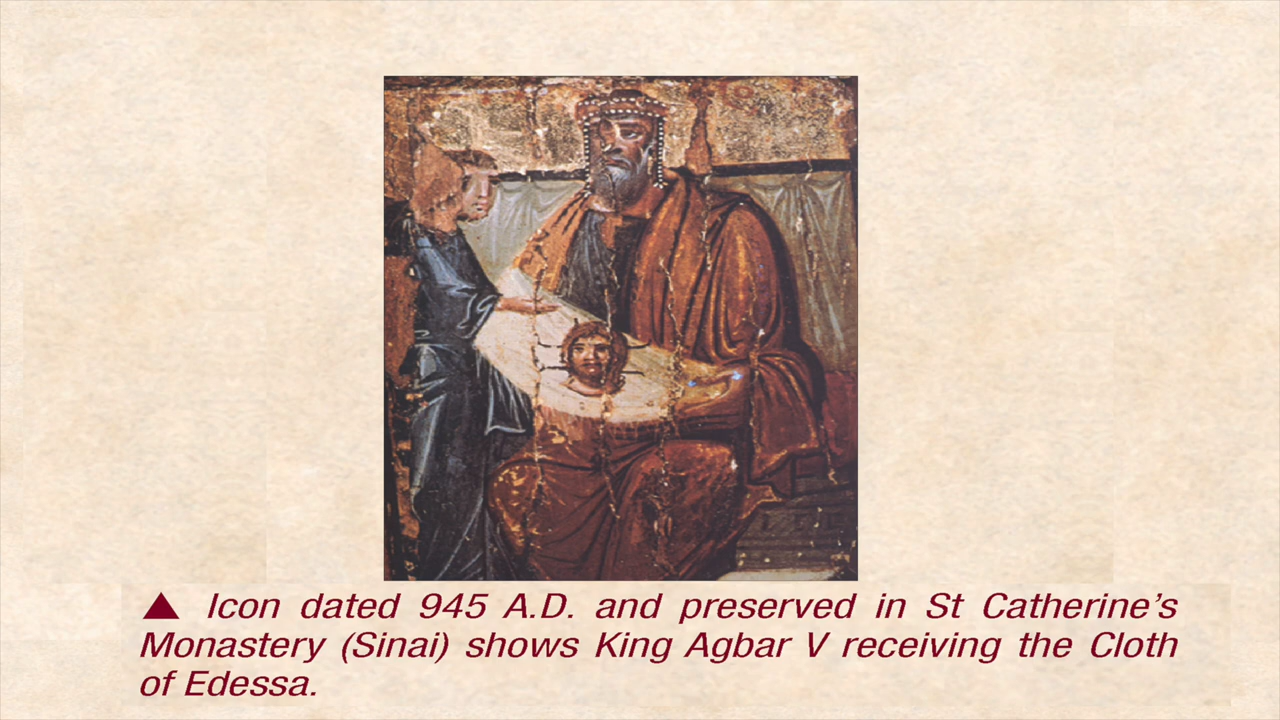 ▲ Icon dated 945 A.D. and preserved in St Catherine's
Monastery (Sinai) shows King Agbar V receiving the Cloth
of Edessa.